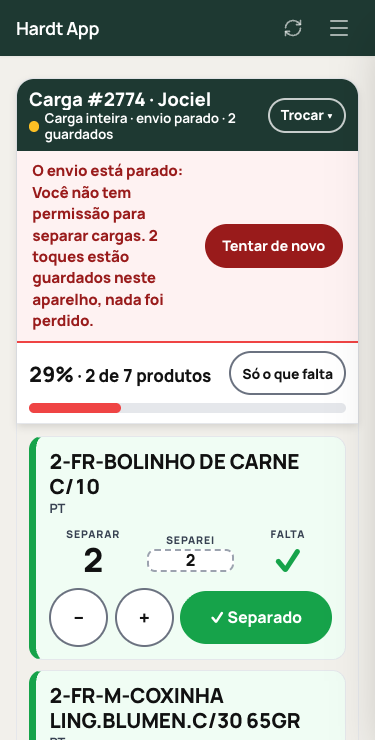 Hardt App
Carga #2774 · Jociel
Carga inteira · envio parado · 2
guardados
Trocar ▾
O envio está parado:
Você não tem
permissão para
separar cargas. 2
toques estão
guardados neste
aparelho, nada foi
perdido.
Tentar de novo
29% · 2 de 7 produtos
Só o que falta
2-FR-BOLINHO DE CARNE
C/10
PT
SEPARAR
SEPAREI
FALTA
2
2
✓
−
+
✓ Separado
2-FR-M-COXINHA
LING.BLUMEN.C/30 65GR
PT